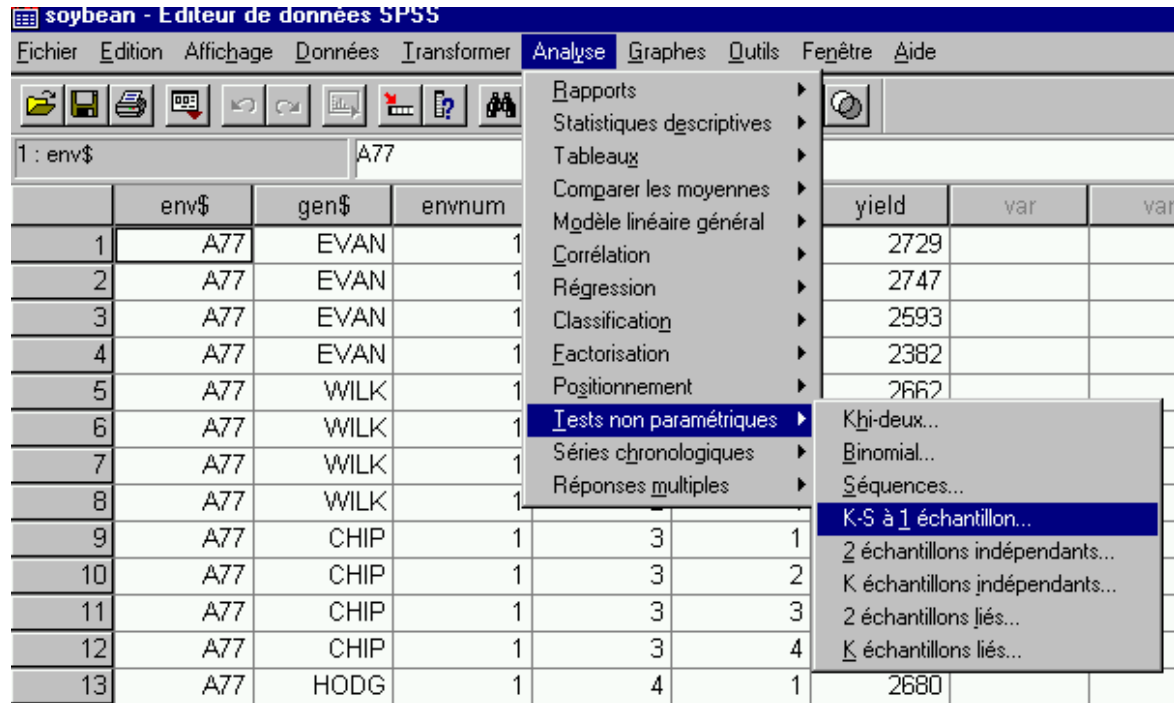 soybean - Editeur de données SPSS
Fichier Edition Affichage Données Transformer Analyse Graphes Outils Fenêtre Aide
1 : env$ A77
env$ gen$ envnum yield var var
1 A77 EVAN 1 2729
2 A77 EVAN 1 2747
3 A77 EVAN 1 2593
4 A77 EVAN 1 2382
5 A77 WILK 1 2662
6 A77 WILK 1
7 A77 WILK 1
8 A77 WILK 1
9 A77 CHIP 1 3 1
10 A77 CHIP 1 3 2
11 A77 CHIP 1 3 3
12 A77 CHIP 1 3 4
13 A77 HODG 1 4 1 2680
Rapports
Statistiques descriptives
Tableaux
Comparer les moyennes
Modèle linéaire général
Corrélation
Régression
Classification
Factorisation
Positionnement
Tests non paramétriques
Séries chronologiques
Réponses multiples
Khi-deux...
Binomial...
Séquences...
K-S à 1 échantillon...
2 échantillons indépendants...
K échantillons indépendants...
2 échantillons liés...
K échantillons liés...